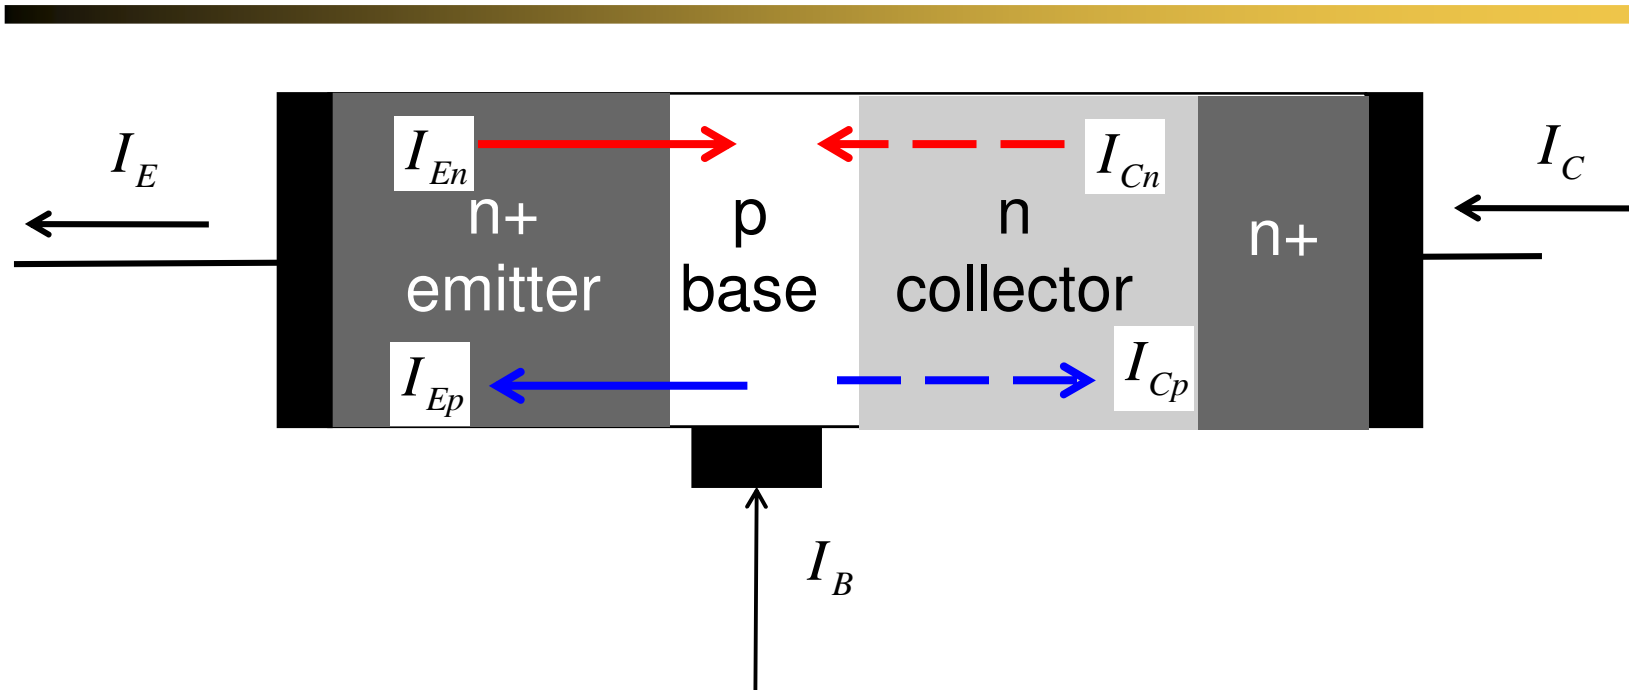 I_E
I_En
I_Cn
I_C
n+
emitter
p
base
n
collector
n+
I_Ep
I_Cp
I_B